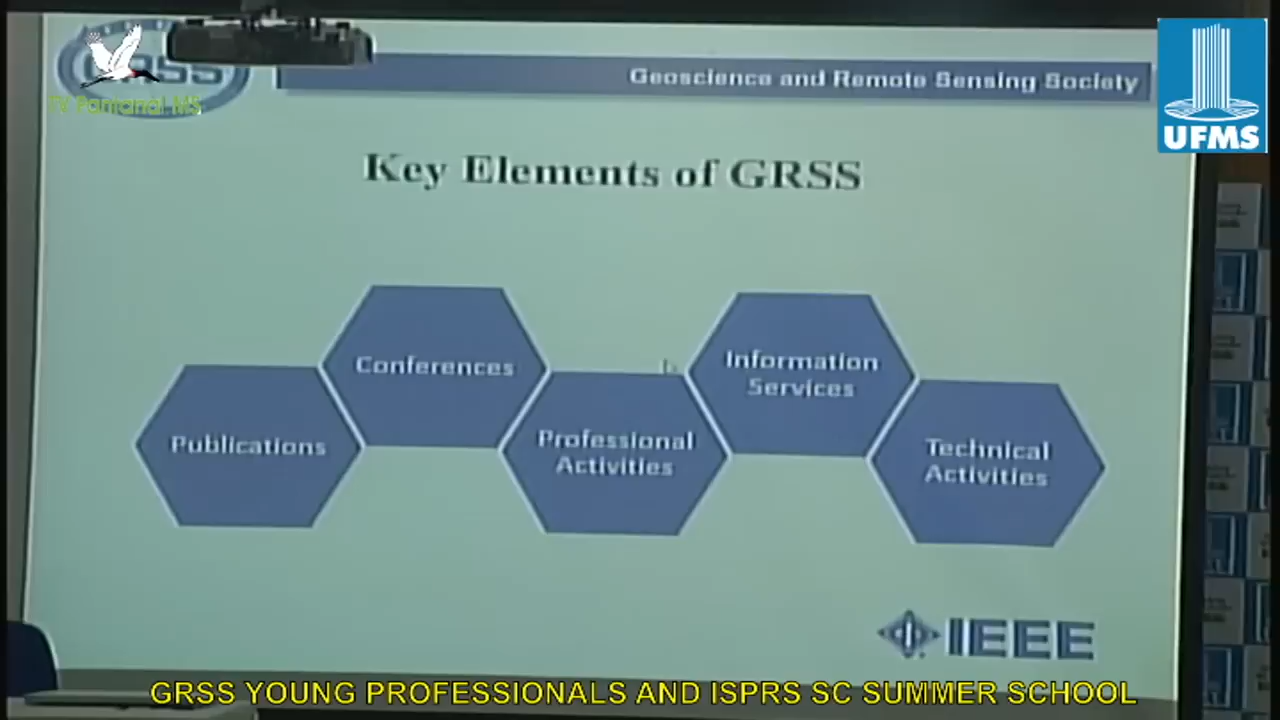 GRSS
TV Pantanal MS
Geoscience and Remote Sensing Society
UFMS
Key Elements of GRSS
Conferences
Information
Services
Publications
Professional
Activities
Technical
Activities
IEEE
GRSS YOUNG PROFESSIONALS AND ISPRS SC SUMMER SCHOOL